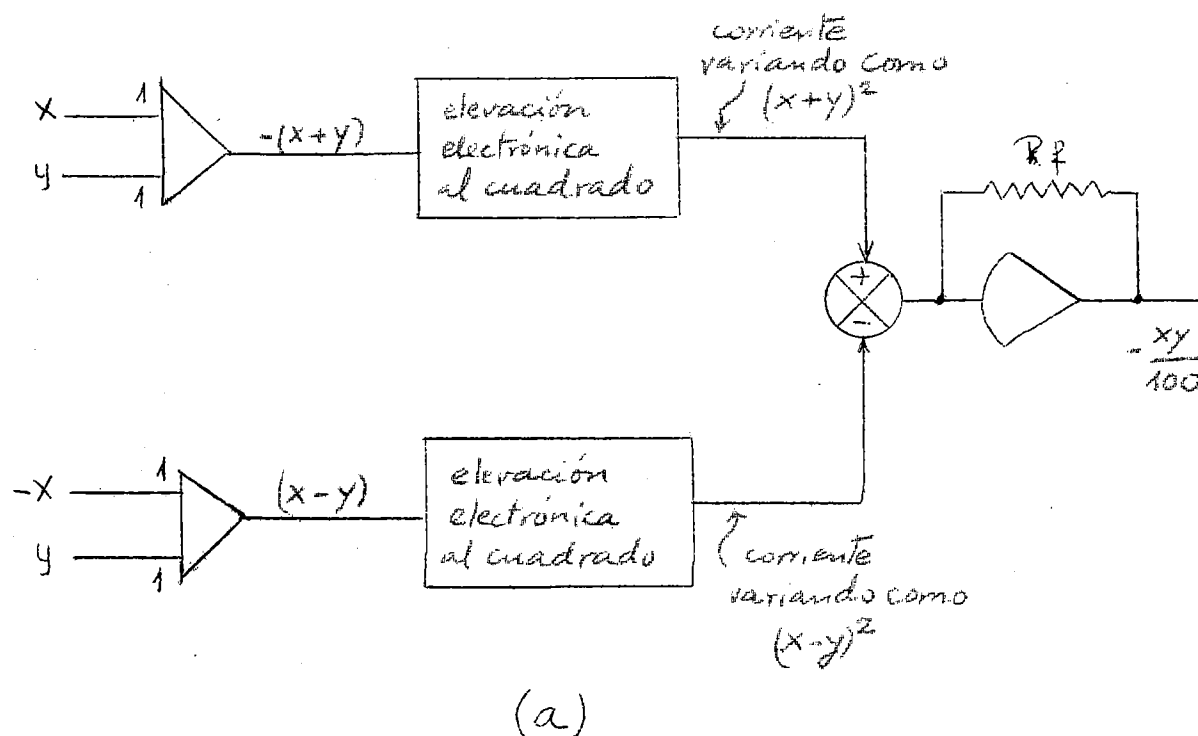 corriente
variando como
(x+y)²
x
1
y
1
-(x+y)
elevación
electrónica
al cuadrado
Rf
+
-
- xy
100
-x
1
y
1
(x-y)
elevación
electrónica
al cuadrado
corriente
variando como
(x-y)²
(a)